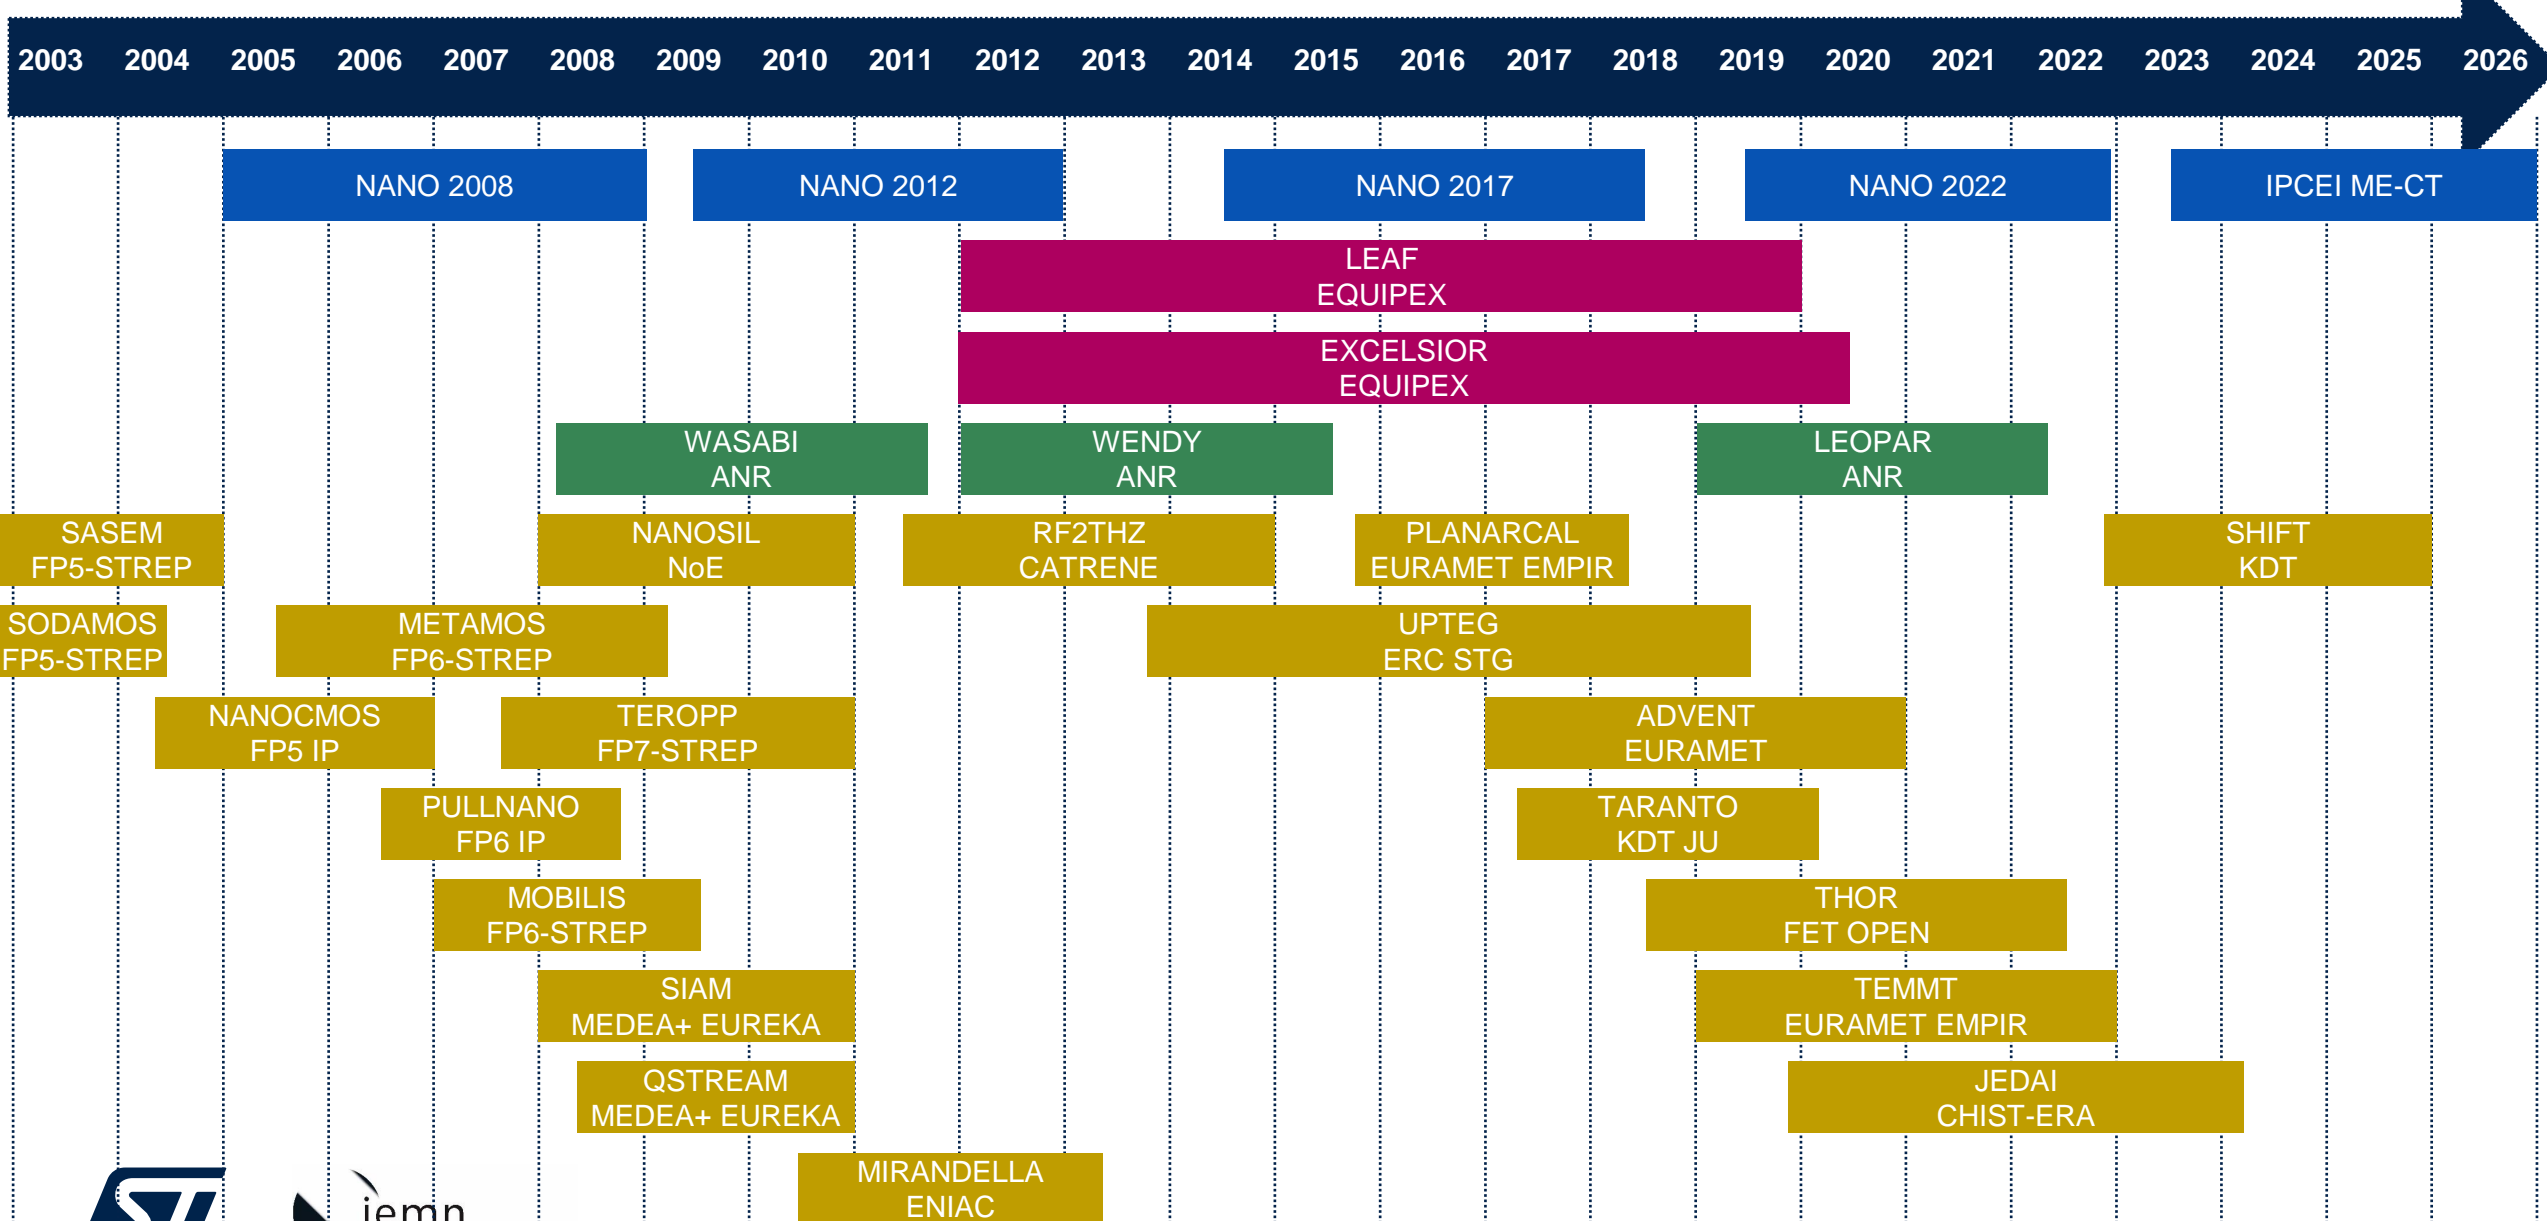 2003 2004 2005 2006 2007 2008 2009 2010 2011 2012 2013 2014 2015 2016 2017 2018 2019 2020 2021 2022 2023 2024 2025 2026
NANO 2008 NANO 2012 NANO 2017 NANO 2022 IPCEI ME-CT
LEAF
EQUIPEX
EXCELSIOR
EQUIPEX
WASABI
ANR
WENDY
ANR
LEOPAR
ANR
SASEM
FP5-STREP
NANOSIL
NoE
RF2THZ
CATRENE
PLANARCAL
EURAMET EMPIR
SHIFT
KDT
SODAMOS
FP5-STREP
METAMOS
FP6-STREP
UPTEG
ERC STG
NANOCMOS
FP5 IP
TEROPP
FP7-STREP
ADVENT
EURAMET
PULLNANO
FP6 IP
TARANTO
KDT JU
MOBILIS
FP6-STREP
THOR
FET OPEN
SIAM
MEDEA+ EUREKA
TEMMT
EURAMET EMPIR
QSTREAM
MEDEA+ EUREKA
JEDAI
CHIST-ERA
MIRANDELLA
ENIAC
ST
iemn